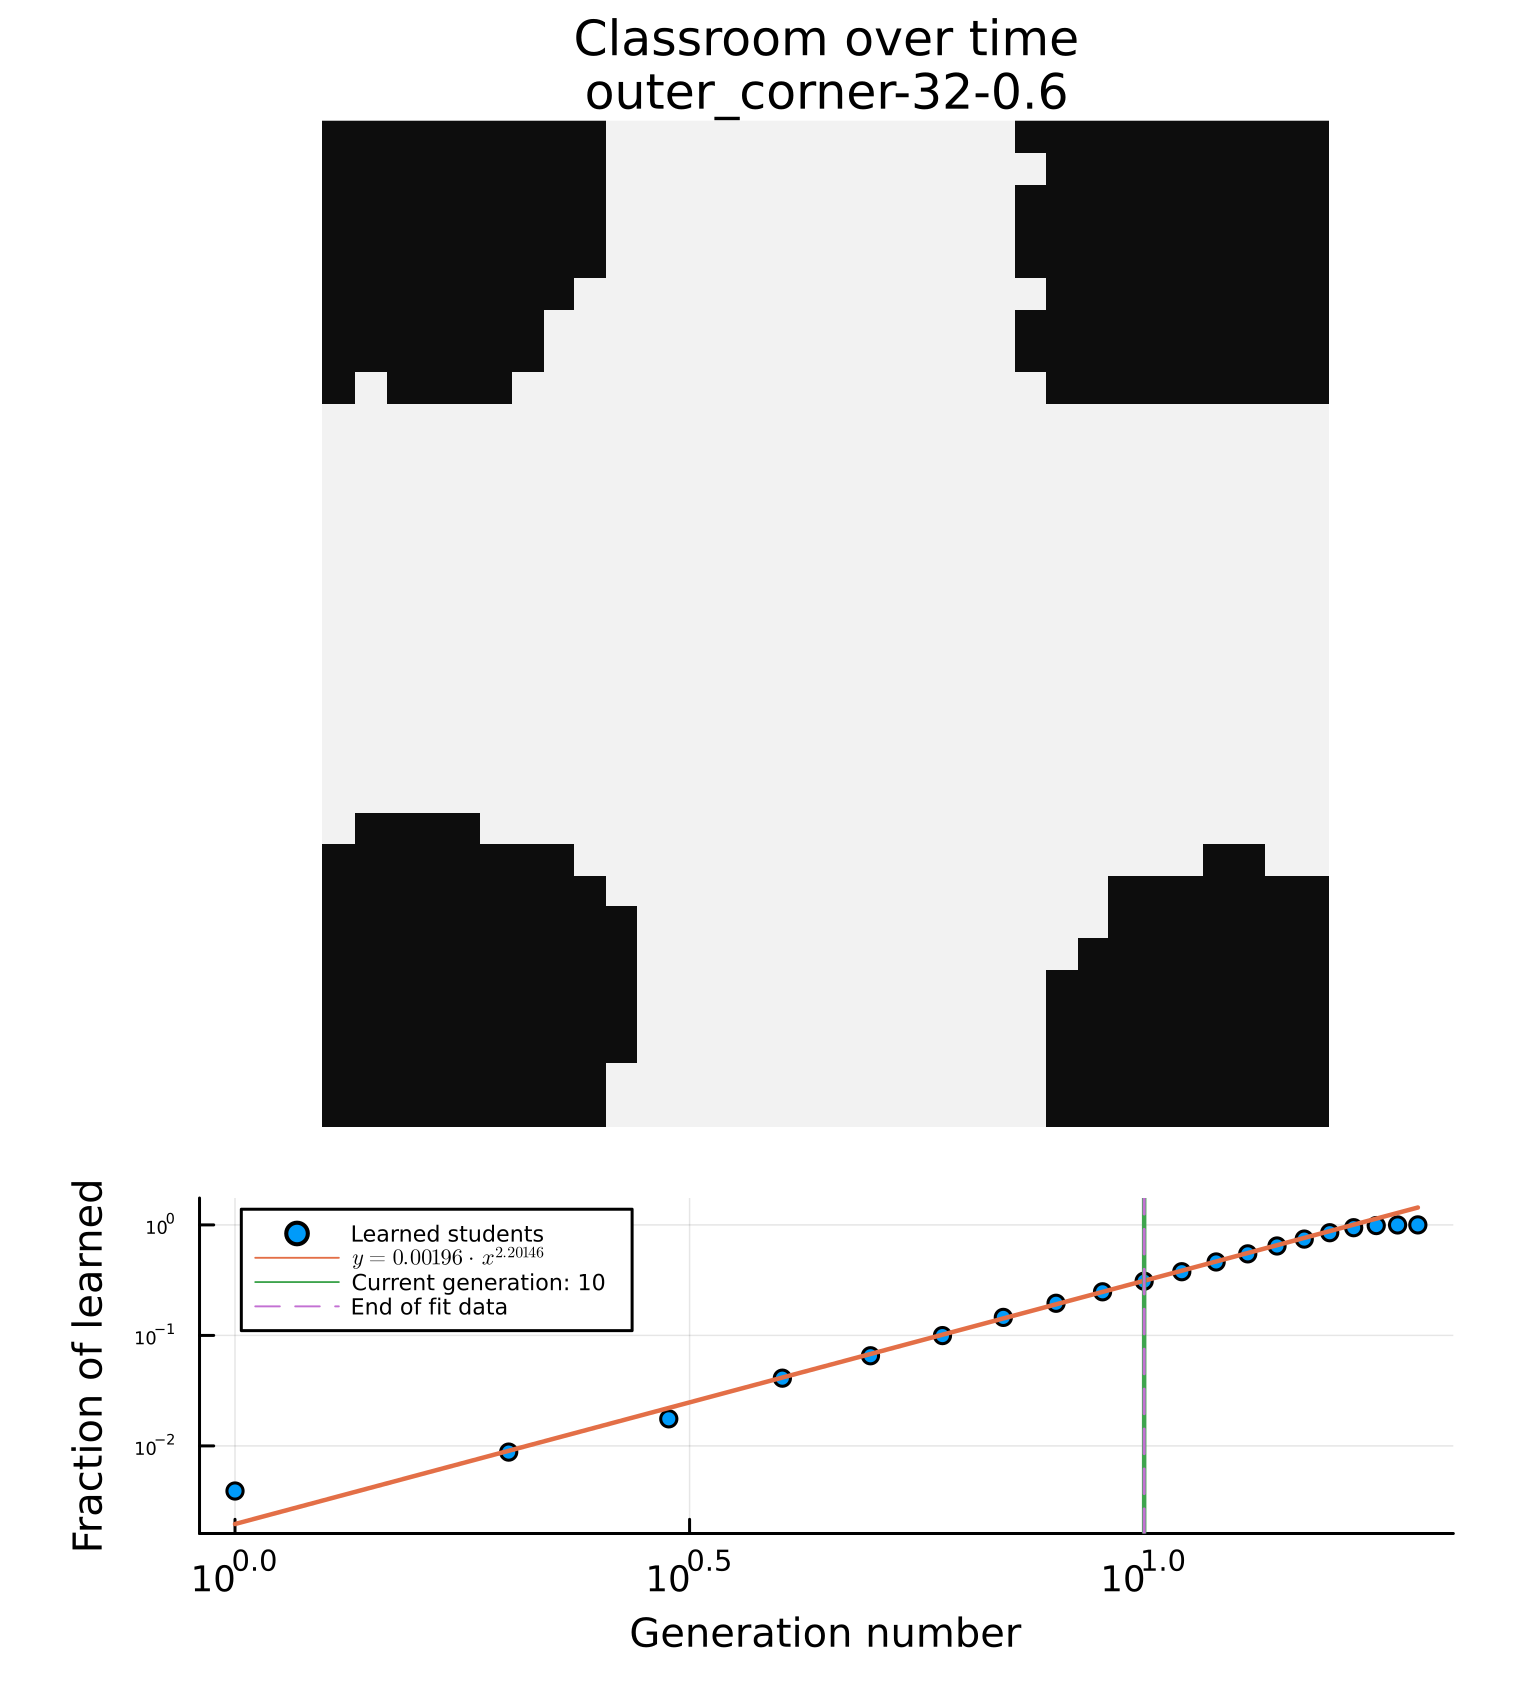 Classroom over time
outer_corner-32-0.6
Fraction of learned
10^0
10^−1
10^−2
Learned students
y = 0.00196 · x^2.20146
Current generation: 10
End of fit data
10^0.0 10^0.5 10^1.0
Generation number